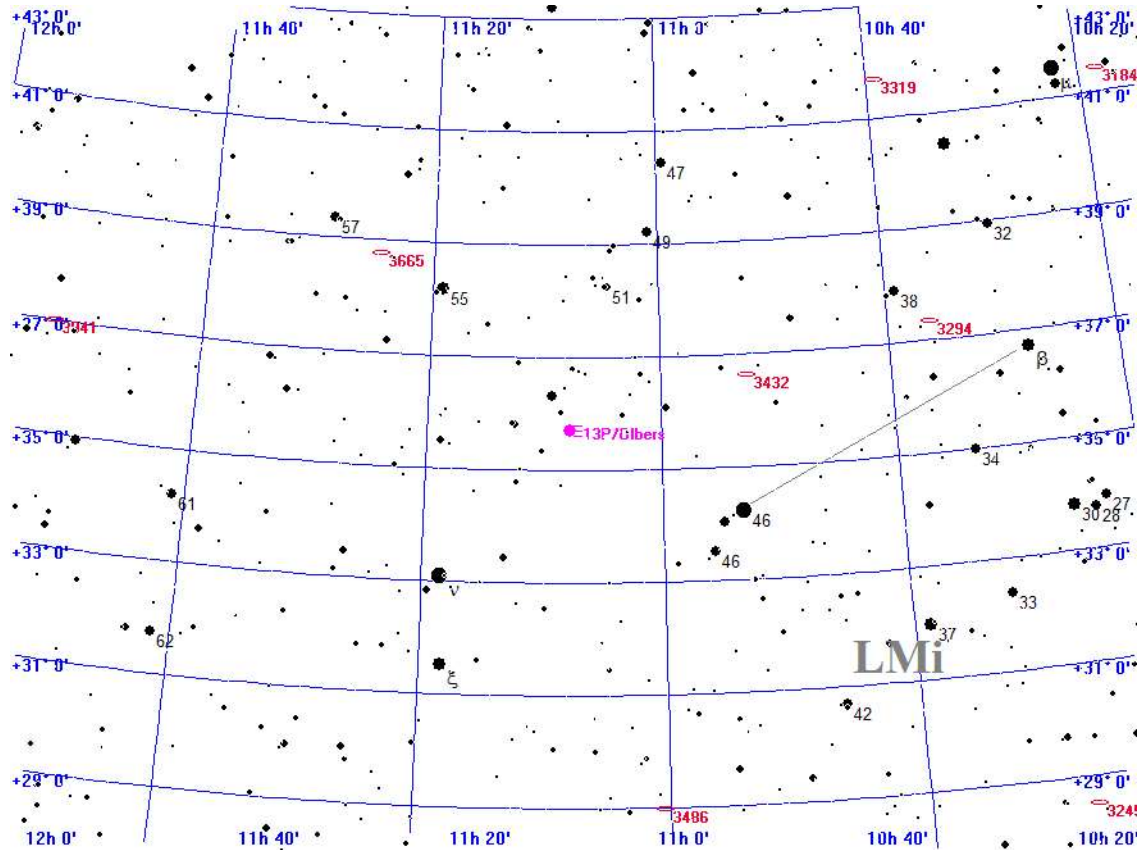 +43° 0'
12h 0'
11h 40'
11h 20'
11h 0'
10h 40'
+43° 0'
10h 20'
3184
3319
μ
+41° 0'
+41° 0'
47
+39° 0'
+39° 0'
57
49
32
3665
55
51
38
3941
+27° 0'
3294
+37° 0'
β
3432
13P/Olbers
+35° 0'
+35° 0'
34
61
46
27
30
28
46
+33° 0'
+33° 0'
ν
33
62
37
LMi
+31° 0'
+31° 0'
ξ
42
+29° 0'
+29° 0'
3486
3245
12h 0'
11h 40'
11h 20'
11h 0'
10h 40'
10h 20'